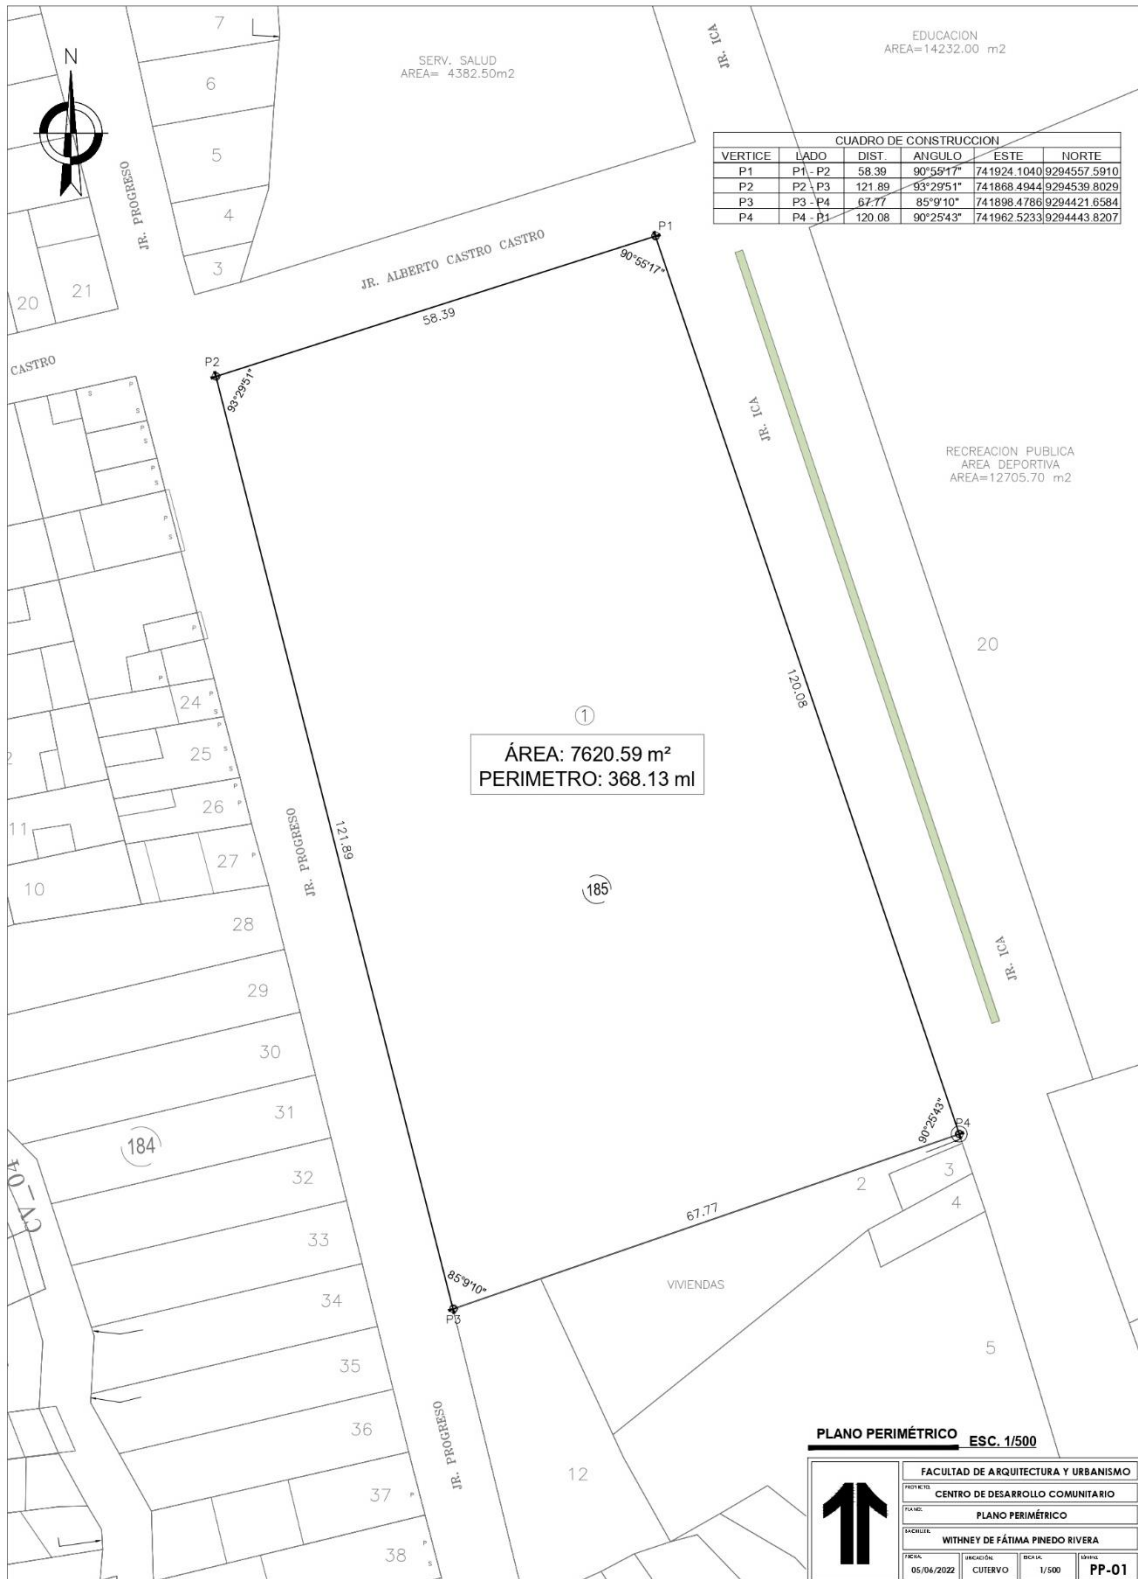 7
6
5
4
3
N
JR. PROGRESO
20
21
SERV. SALUD
AREA= 4382.50m2
JR. ICA
EDUCACION
AREA=14232.00 m2
CUADRO DE CONSTRUCCION
VERTICE LADO DIST. ANGULO ESTE NORTE
P1 P1 - P2 58.39 90°55'17" 741924.1040 9294557.5910
P2 P2 - P3 121.89 93°29'51" 741868.4944 9294539.8029
P3 P3 - P4 67.77 85°9'10" 741898.4786 9294421.6584
P4 P4 - P1 120.08 90°25'43" 741962.5233 9294443.8207
JR. ALBERTO CASTRO CASTRO
P1
90°55'17"
58.39
P2
93°29'51"
CASTRO
JR. ICA
RECREACION PUBLICA
AREA DEPORTIVA
AREA=12705.70 m2
20
120.08
1
ÁREA: 7620.59 m²
PERIMETRO: 368.13 ml
185
121.89
JR. PROGRESO
24
25
26
27
11
10
28
29
30
31
32
33
34
35
36
37
38
184
CV_04
JR. ICA
90°25'43"
P4
2
3
4
67.77
85°9'10"
P3
VIVIENDAS
5
12
JR. PROGRESO
PLANO PERIMÉTRICO ESC. 1/500
FACULTAD DE ARQUITECTURA Y URBANISMO
PROYECTO: CENTRO DE DESARROLLO COMUNITARIO
PLANO: PLANO PERIMÉTRICO
BACHILLER: WITHNEY DE FÁTIMA PINEDO RIVERA
FECHA: 05/06/2022 UBICACIÓN: CUTERVO ESCALA: 1/500 LÁMINA: PP-01